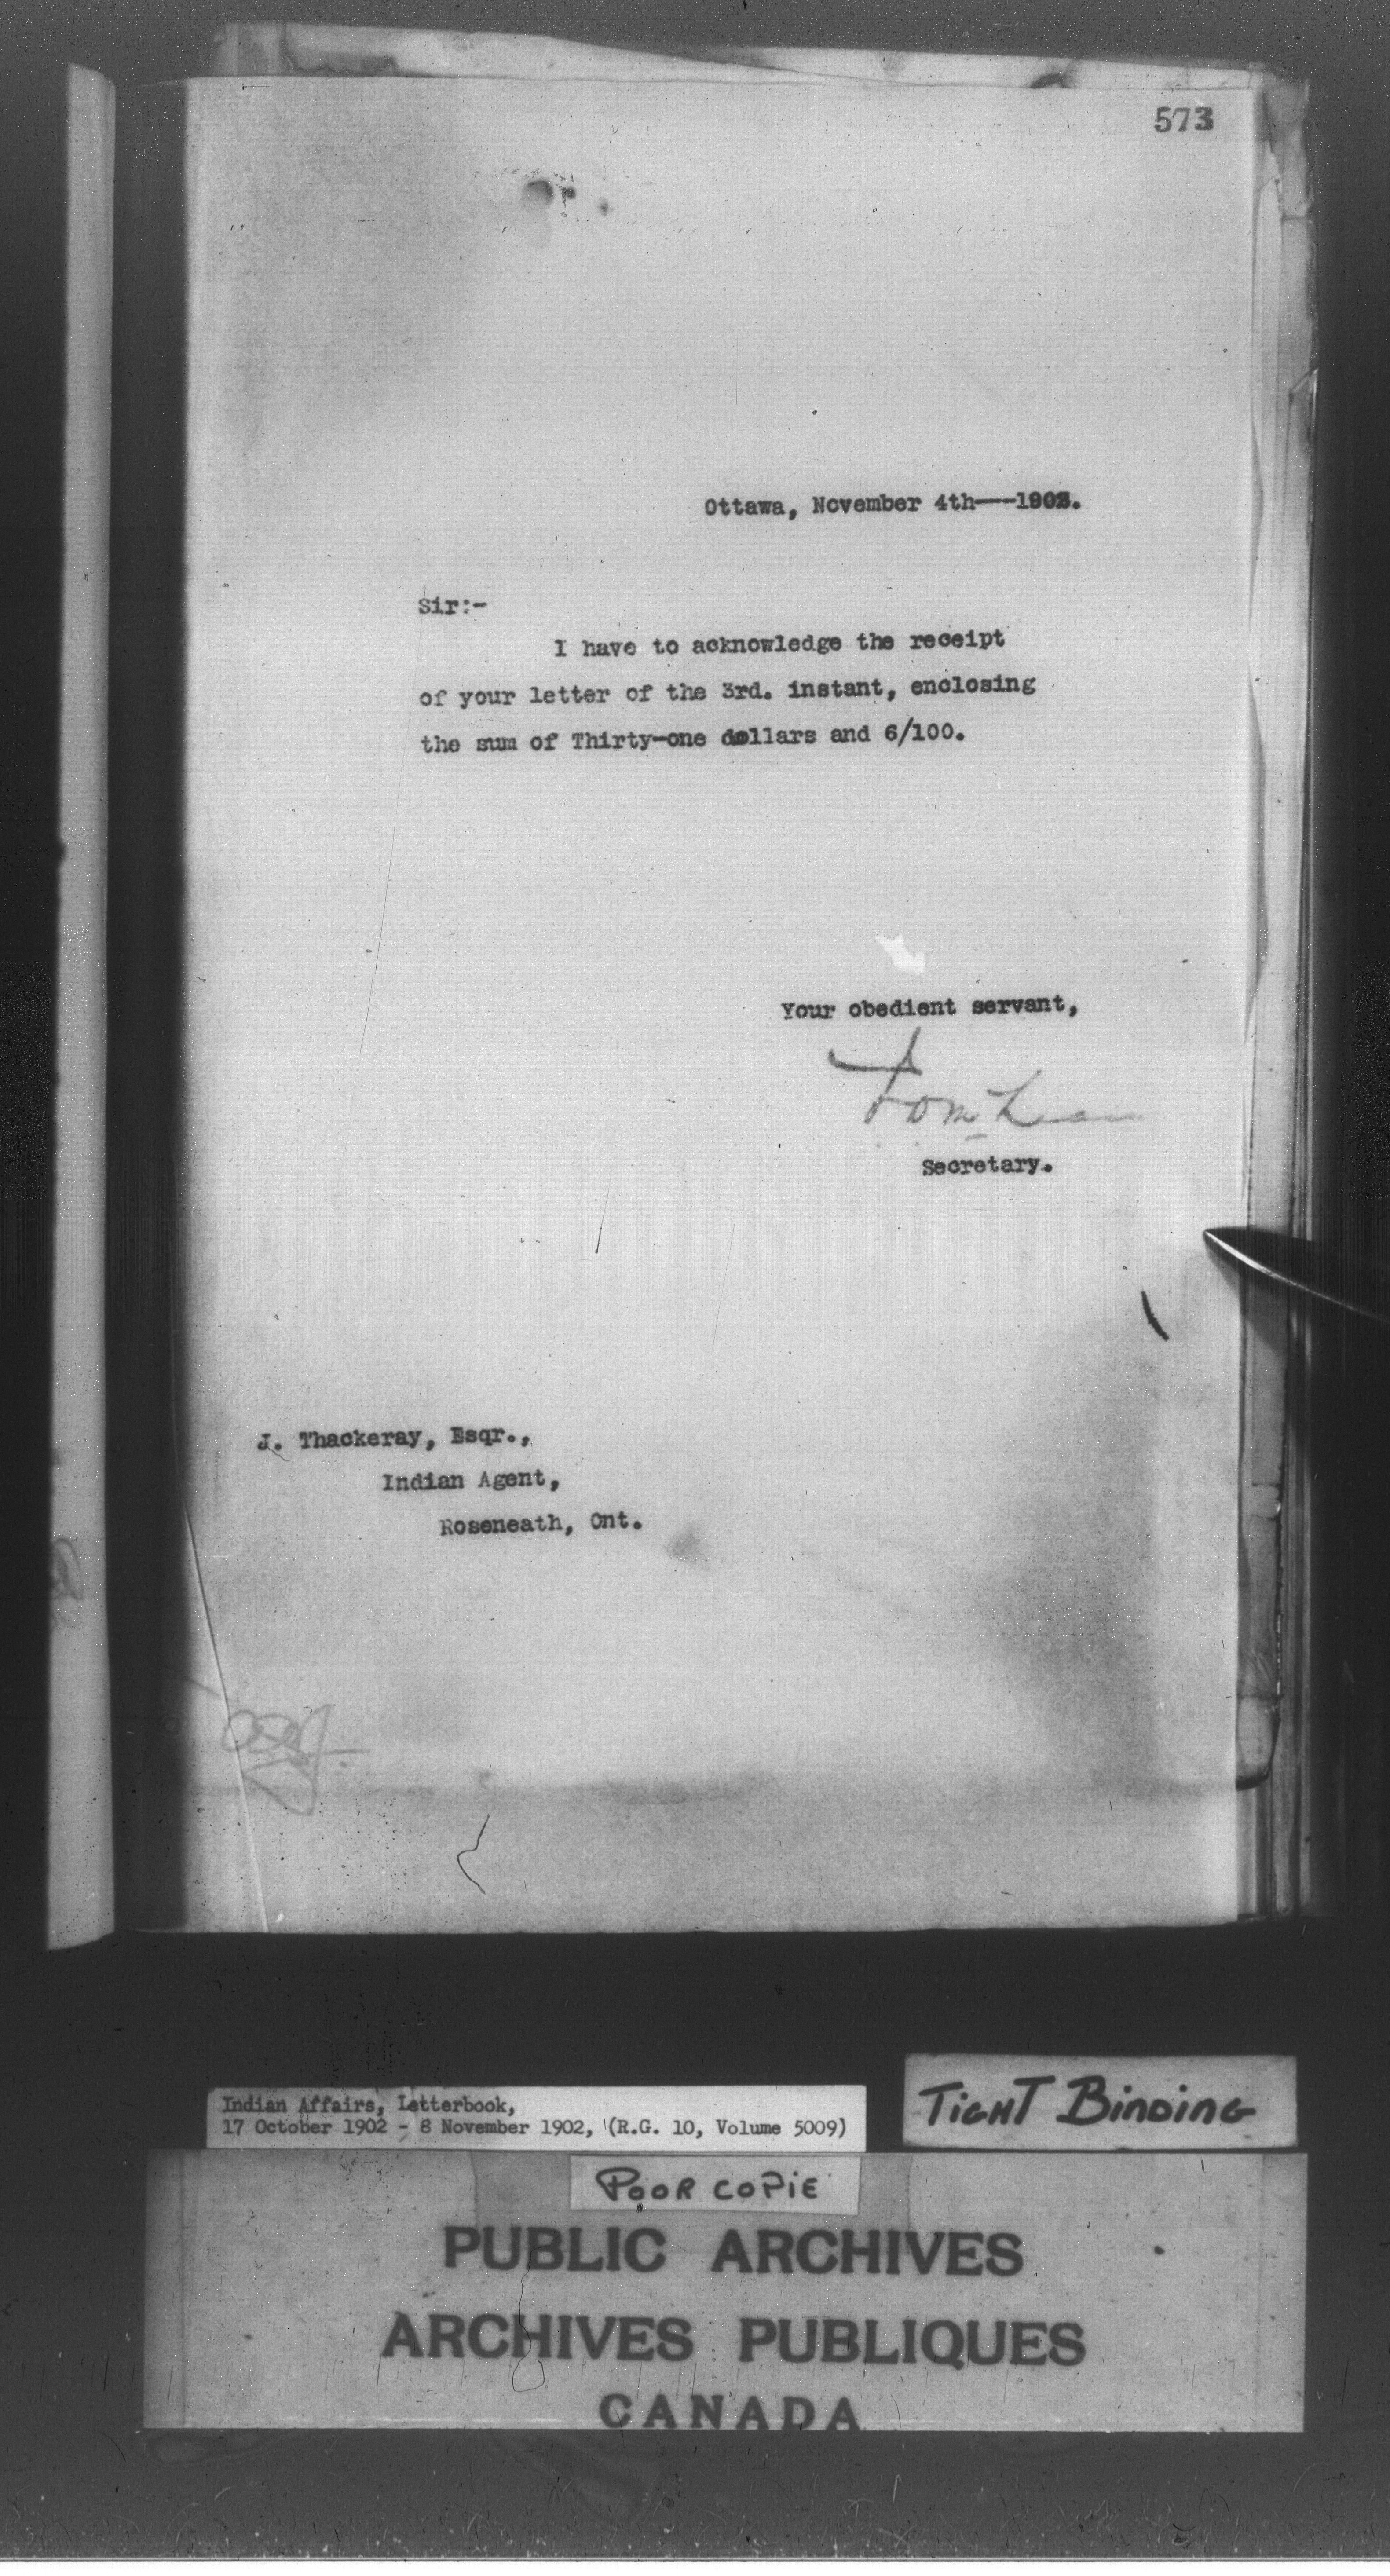 573
Ottawa, November 4th---1902.
Sir:-
I have to acknowledge the receipt
of your letter of the 3rd. instant, enclosing
the sum of Thirty-one dollars and 6/100.
Your obedient servant,
Secretary.
J. Thackeray, Esqr.,
Indian Agent,
Roseneath, Ont.
Indian Affairs, Letterbook,
17 October 1902 - 8 November 1902, (R.G. 10, Volume 5009)
TIGHT BINDING
POOR COPIE
PUBLIC ARCHIVES
ARCHIVES PUBLIQUES
CANADA